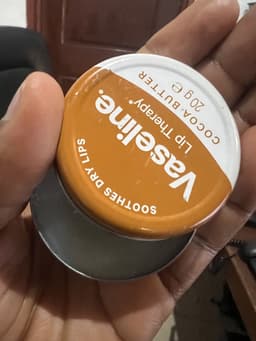 Vaseline.
Lip Therapy®
COCOA BUTTER
20 g ℮
SOOTHES DRY LIPS